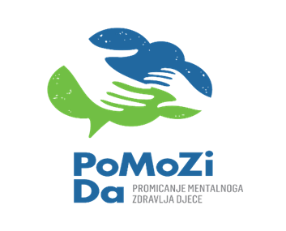 PoMoZi
Da PROMICANJE MENTALNOGA
ZDRAVLJA DJECE